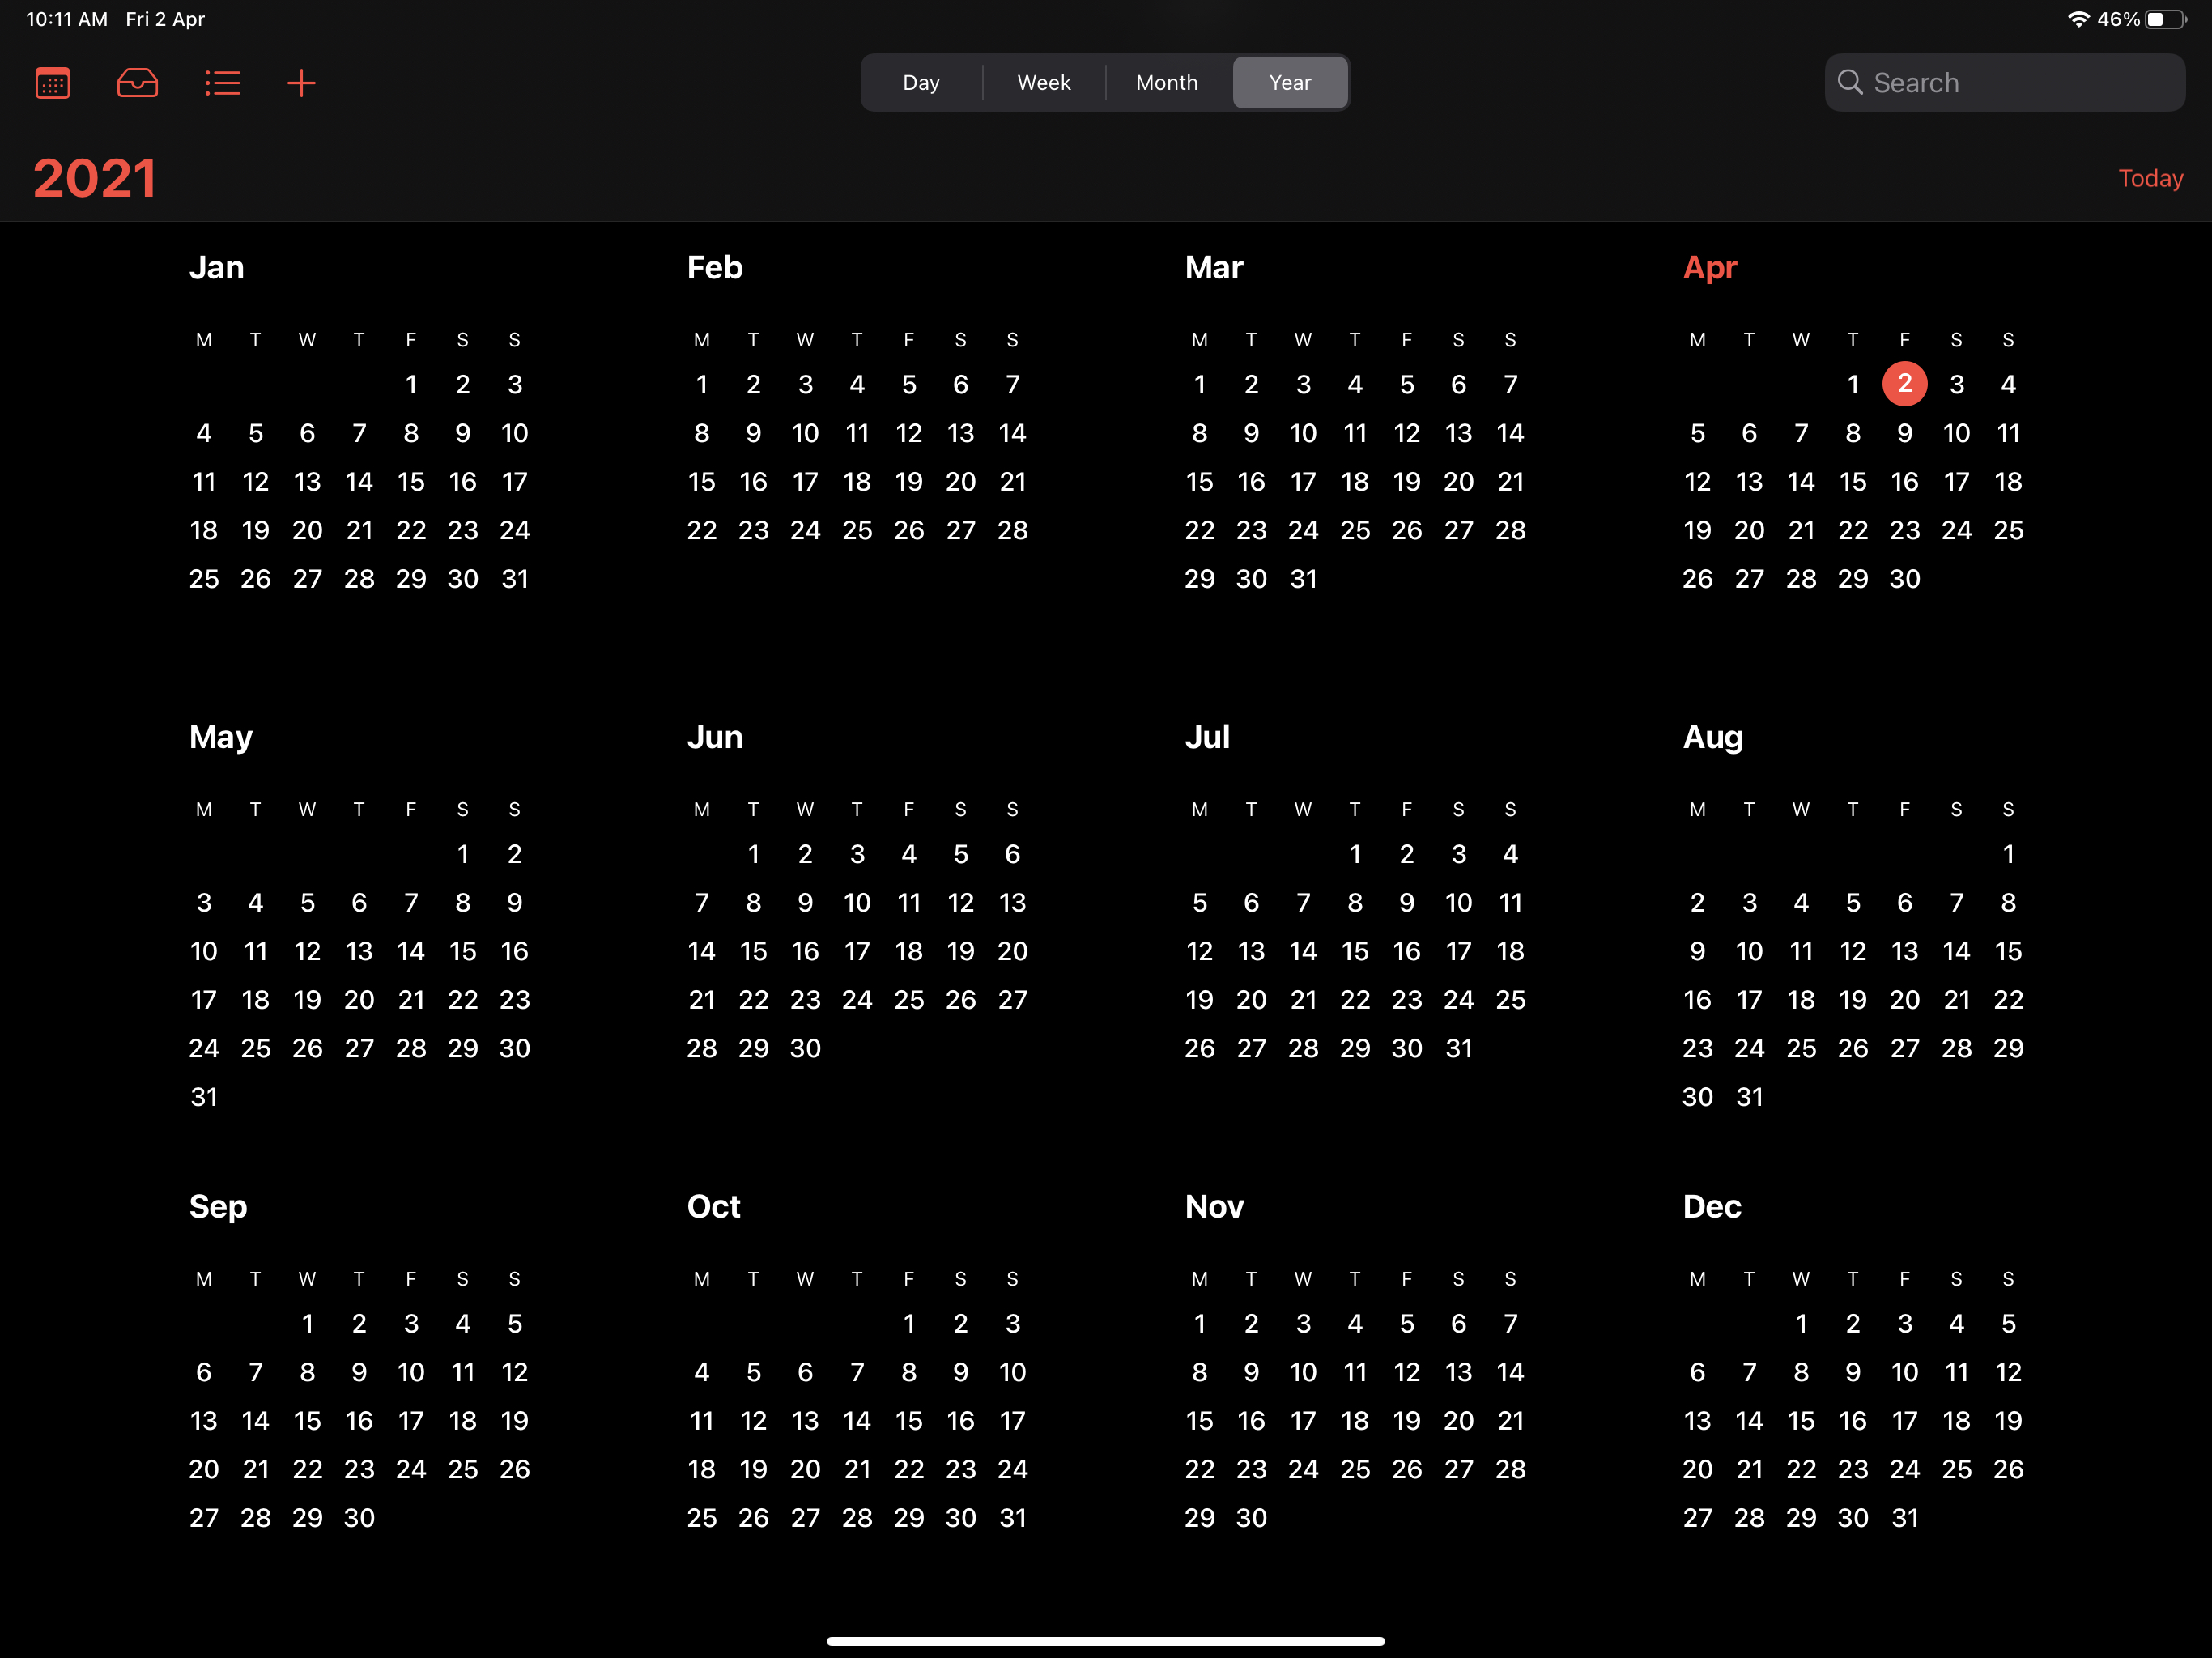 10:11 AM Fri 2 Apr 46%
Day Week Month Year Search
2021 Today
Jan
M T W T F S S
1 2 3
4 5 6 7 8 9 10
11 12 13 14 15 16 17
18 19 20 21 22 23 24
25 26 27 28 29 30 31
Feb
M T W T F S S
1 2 3 4 5 6 7
8 9 10 11 12 13 14
15 16 17 18 19 20 21
22 23 24 25 26 27 28
Mar
M T W T F S S
1 2 3 4 5 6 7
8 9 10 11 12 13 14
15 16 17 18 19 20 21
22 23 24 25 26 27 28
29 30 31
Apr
M T W T F S S
1 2 3 4
5 6 7 8 9 10 11
12 13 14 15 16 17 18
19 20 21 22 23 24 25
26 27 28 29 30
May
M T W T F S S
1 2
3 4 5 6 7 8 9
10 11 12 13 14 15 16
17 18 19 20 21 22 23
24 25 26 27 28 29 30
31
Jun
M T W T F S S
1 2 3 4 5 6
7 8 9 10 11 12 13
14 15 16 17 18 19 20
21 22 23 24 25 26 27
28 29 30
Jul
M T W T F S S
1 2 3 4
5 6 7 8 9 10 11
12 13 14 15 16 17 18
19 20 21 22 23 24 25
26 27 28 29 30 31
Aug
M T W T F S S
1
2 3 4 5 6 7 8
9 10 11 12 13 14 15
16 17 18 19 20 21 22
23 24 25 26 27 28 29
30 31
Sep
M T W T F S S
1 2 3 4 5
6 7 8 9 10 11 12
13 14 15 16 17 18 19
20 21 22 23 24 25 26
27 28 29 30
Oct
M T W T F S S
1 2 3
4 5 6 7 8 9 10
11 12 13 14 15 16 17
18 19 20 21 22 23 24
25 26 27 28 29 30 31
Nov
M T W T F S S
1 2 3 4 5 6 7
8 9 10 11 12 13 14
15 16 17 18 19 20 21
22 23 24 25 26 27 28
29 30
Dec
M T W T F S S
1 2 3 4 5
6 7 8 9 10 11 12
13 14 15 16 17 18 19
20 21 22 23 24 25 26
27 28 29 30 31